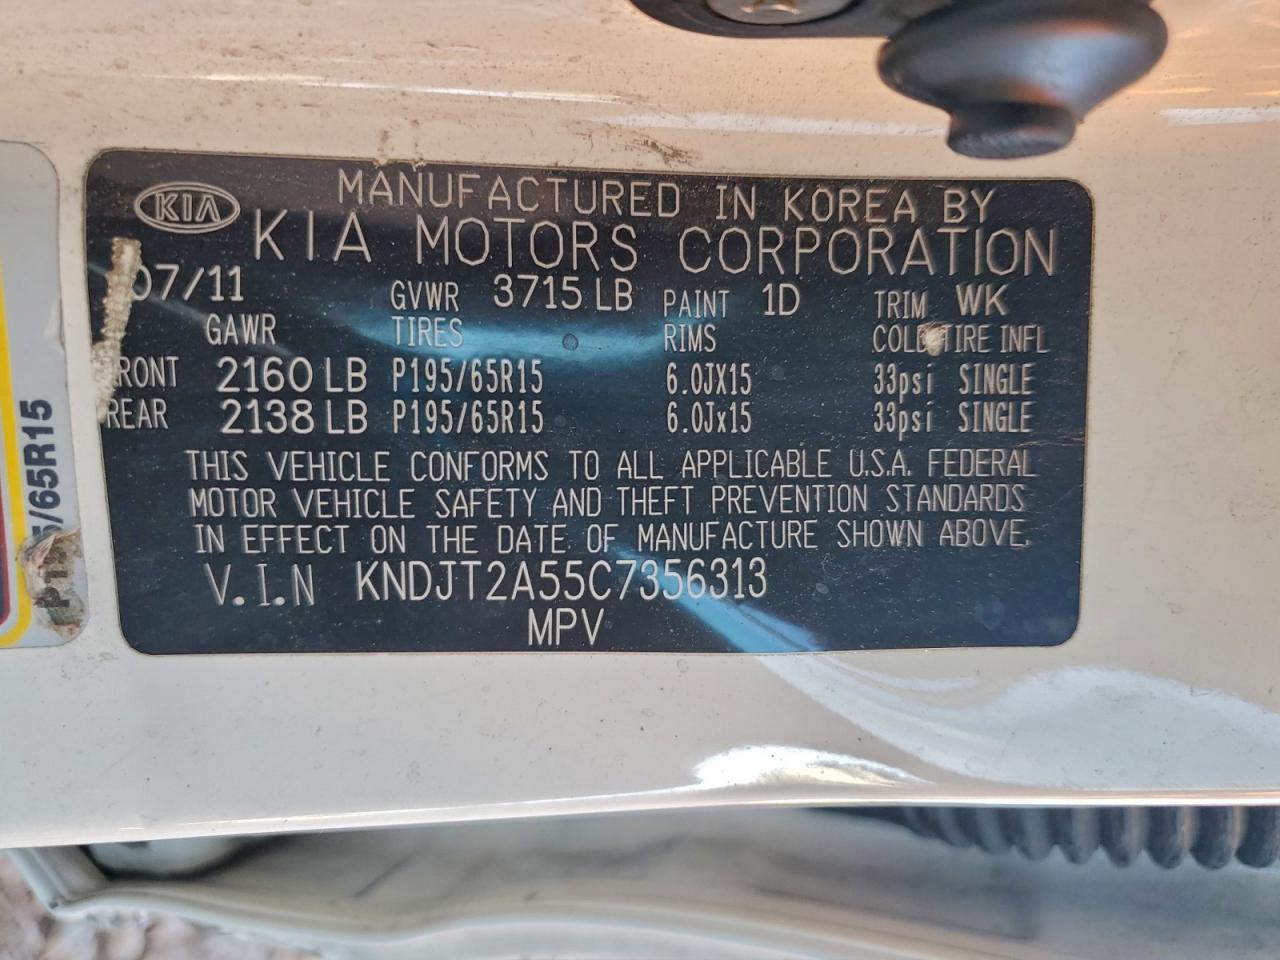 KIA MANUFACTURED IN KOREA BY
KIA MOTORS CORPORATION
07/11 GVWR 3715 LB PAINT 1D TRIM WK
GAWR TIRES RIMS COLD TIRE INFL
FRONT 2160 LB P195/65R15 6.0JX15 33psi SINGLE
REAR 2138 LB P195/65R15 6.0Jx15 33psi SINGLE
THIS VEHICLE CONFORMS TO ALL APPLICABLE U.S.A. FEDERAL
MOTOR VEHICLE SAFETY AND THEFT PREVENTION STANDARDS
IN EFFECT ON THE DATE OF MANUFACTURE SHOWN ABOVE.
V.I.N KNDJT2A55C7356313
MPV
P195/65R15